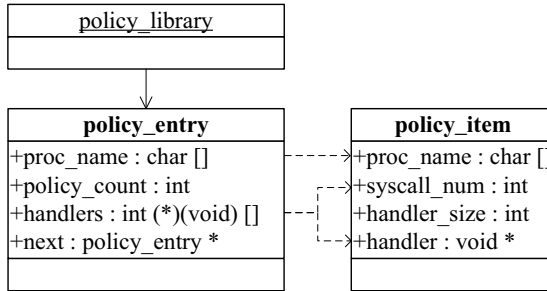 policy_library
policy_entry
+proc_name : char []
+policy_count : int
+handlers : int (*)(void) []
+next : policy_entry *
policy_item
+proc_name : char []
+syscall_num : int
+handler_size : int
+handler : void *